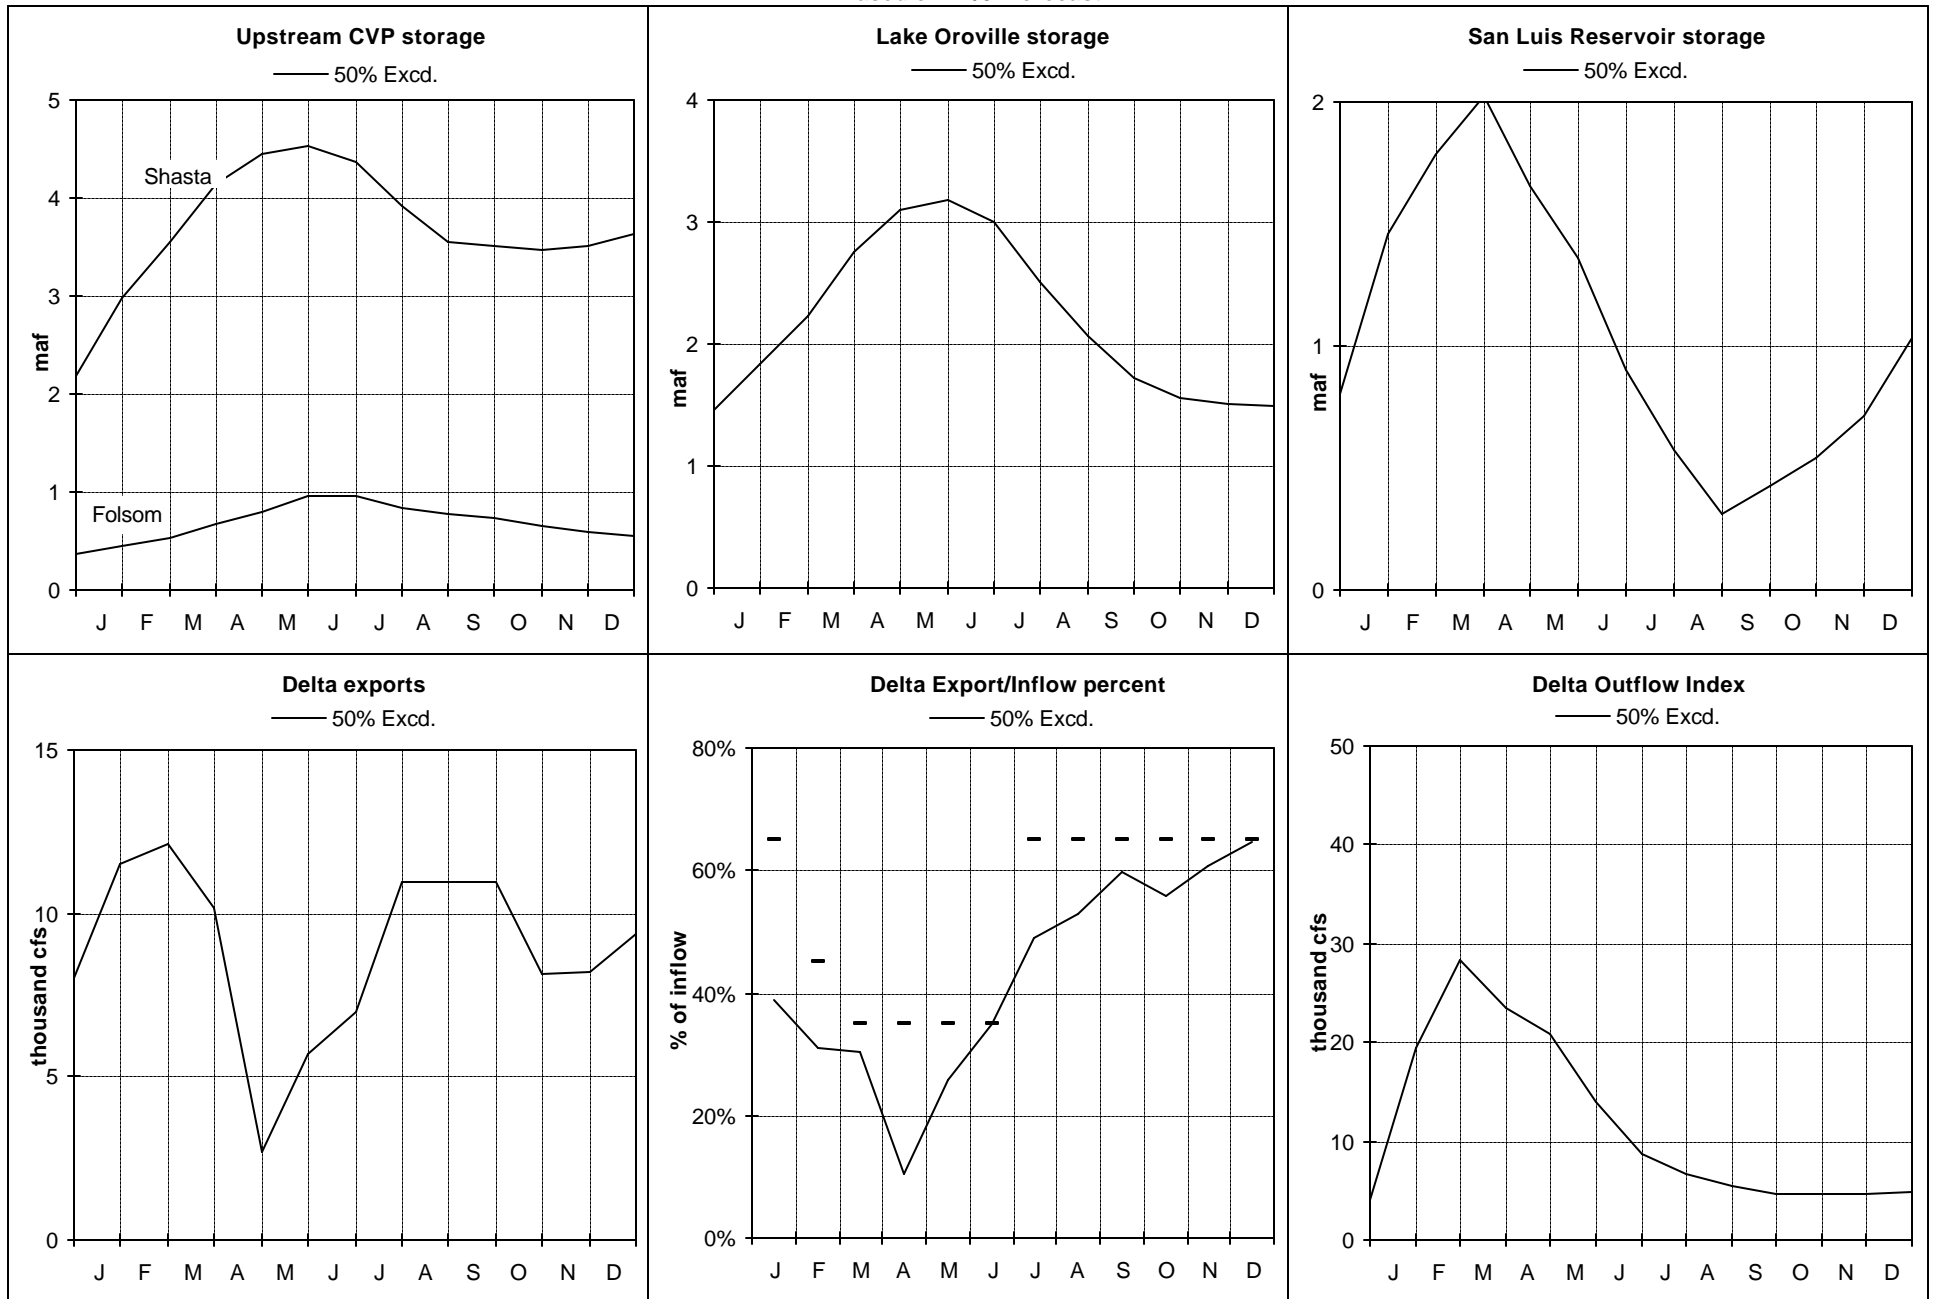 Upstream CVP storage
50% Excd.
5
4
3
2
1
0
maf
Shasta
Folsom
J F M A M J J A S O N D
Lake Oroville storage
50% Excd.
4
3
2
1
0
maf
J F M A M J J A S O N D
San Luis Reservoir storage
50% Excd.
2
1
0
maf
J F M A M J J A S O N D
Delta exports
50% Excd.
15
10
5
0
thousand cfs
J F M A M J J A S O N D
Delta Export/Inflow percent
50% Excd.
80%
60%
40%
20%
0%
% of inflow
J F M A M J J A S O N D
Delta Outflow Index
50% Excd.
50
40
30
20
10
0
thousand cfs
J F M A M J J A S O N D